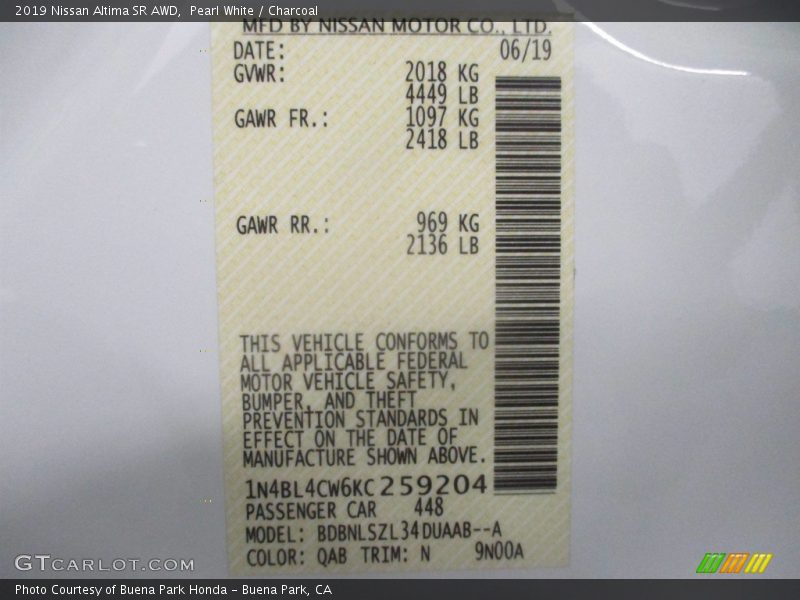 2019 Nissan Altima SR AWD, Pearl White / Charcoal
MFD BY NISSAN MOTOR CO., LTD.
DATE: 06/19
GVWR: 2018 KG
4449 LB
GAWR FR.: 1097 KG
2418 LB
GAWR RR.: 969 KG
2136 LB
THIS VEHICLE CONFORMS TO
ALL APPLICABLE FEDERAL
MOTOR VEHICLE SAFETY,
BUMPER, AND THEFT
PREVENTION STANDARDS IN
EFFECT ON THE DATE OF
MANUFACTURE SHOWN ABOVE.
1N4BL4CW6KC259204
PASSENGER CAR 448
MODEL: BDBNLSZL34DUAAB--A
COLOR: QAB TRIM: N 9N00A
GTCARLOT.COM
Photo Courtesy of Buena Park Honda - Buena Park, CA